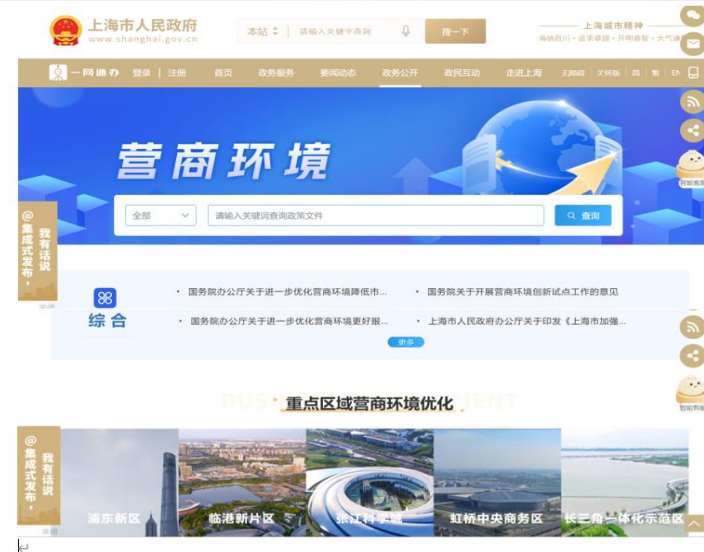 上海市人民政府
www.shanghai.gov.cn
本站
请输入关键字查询
搜一下
上海城市精神
海纳百川・追求卓越・开明睿智・大气谦
一网通办 登录 | 注册 首页 政务服务 要闻动态 政务公开 政民互动 走进上海 无障碍 关怀版 简 繁 EN
营商环境
全部
请输入关键词查询政策文件
查询
@集成式发布，
我有话说
综合
· 国务院办公厅关于进一步优化营商环境降低市...
· 国务院关于开展营商环境创新试点工作的意见
· 国务院办公厅关于进一步优化营商环境更好服...
· 上海市人民政府办公厅关于印发《上海市加强...
更多
重点区域营商环境优化
@集成式发布，
我有话说
关闭
浦东新区
临港新片区
张江科学城
虹桥中央商务区
长三角一体化示范区
智能客服